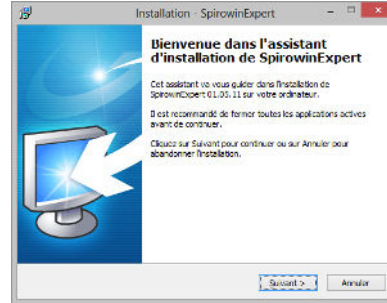 Installation - SpirowinExpert
Bienvenue dans l'assistant
d'installation de SpirowinExpert
Cet assistant va vous guider dans l'installation de
SpirowinExpert 01.05.11 sur votre ordinateur.
Il est recommandé de fermer toutes les applications actives
avant de continuer.
Cliquez sur Suivant pour continuer ou sur Annuler pour
abandonner l'installation.
Suivant > Annuler